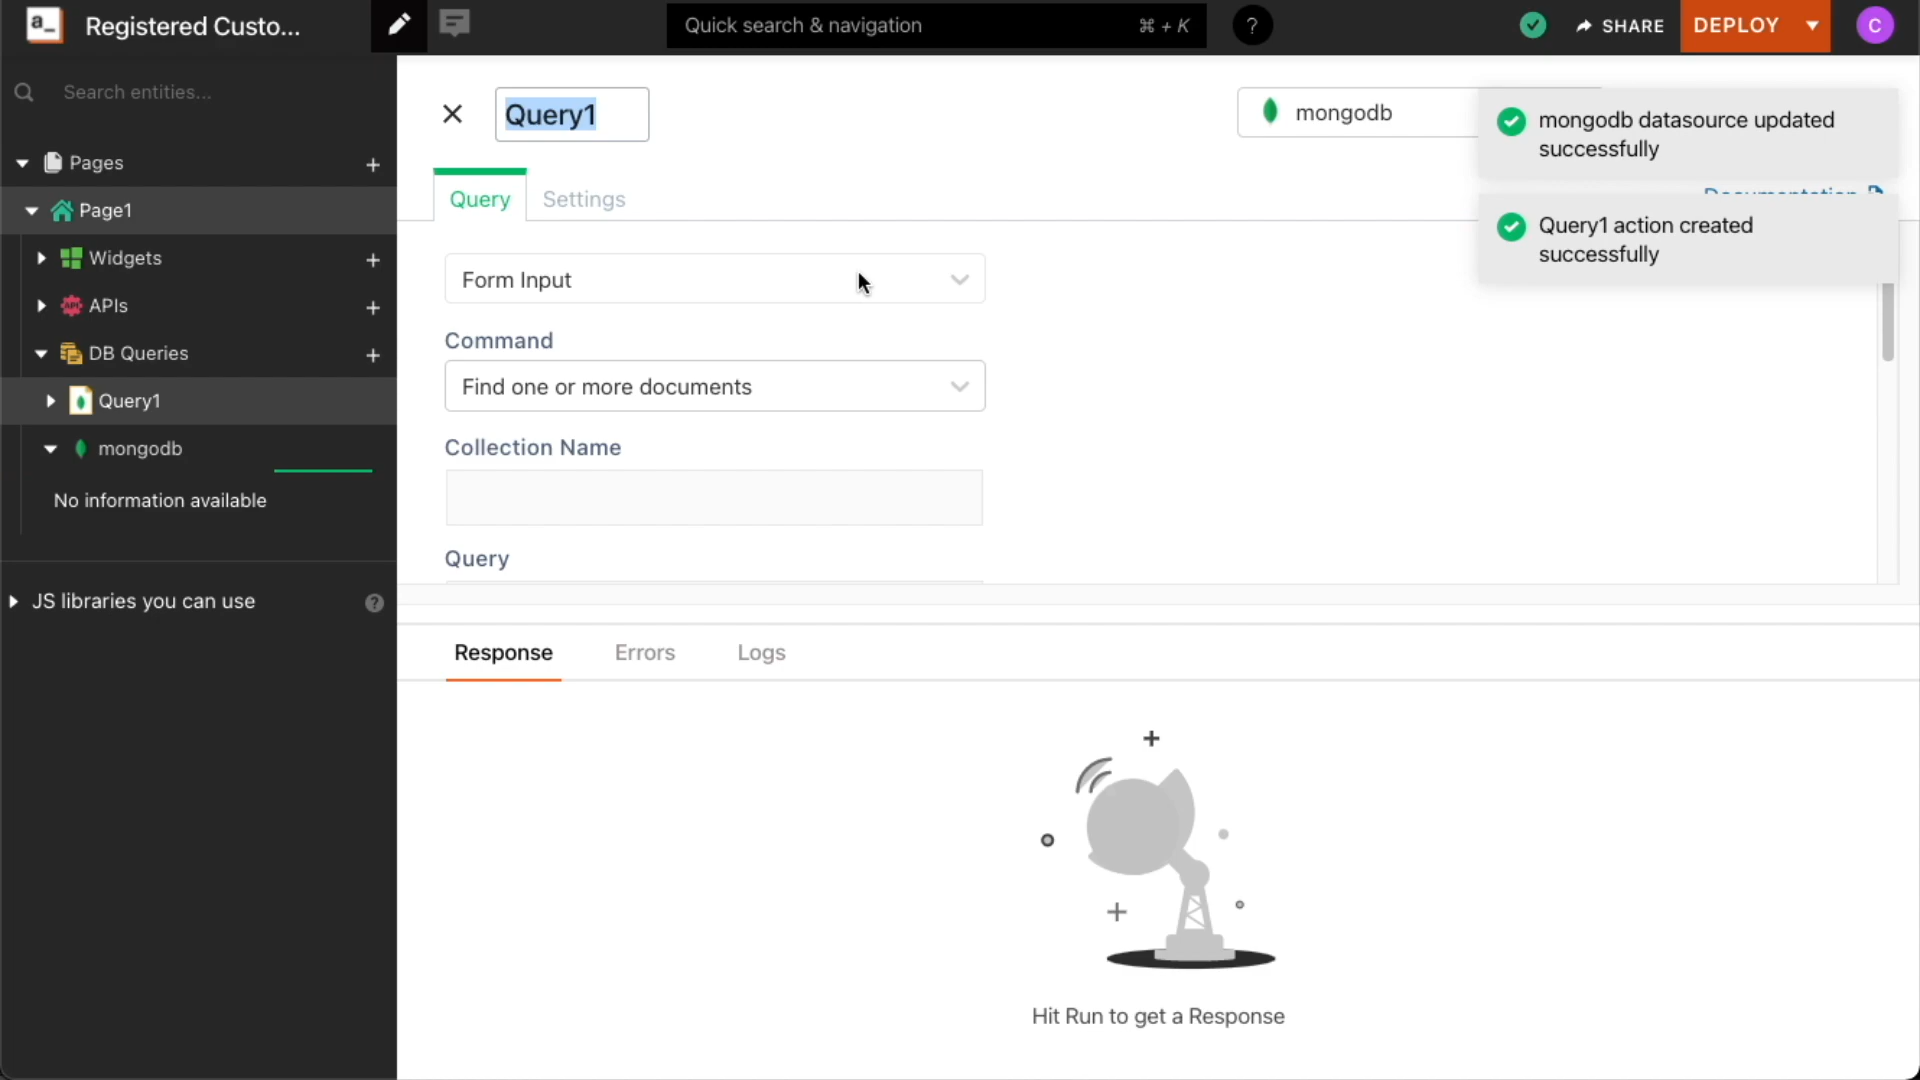 a_
Registered Custo...
Quick search & navigation
⌘ + K
?
SHARE
DEPLOY
C
Search entities...
Pages
Page1
Widgets
APIs
DB Queries
Query1
mongodb
No information available
JS libraries you can use
?
Query1
mongodb
mongodb datasource updated
successfully
Documentation
Query1 action created
successfully
Query
Settings
Form Input
Command
Find one or more documents
Collection Name
Query
Response
Errors
Logs
Hit Run to get a Response